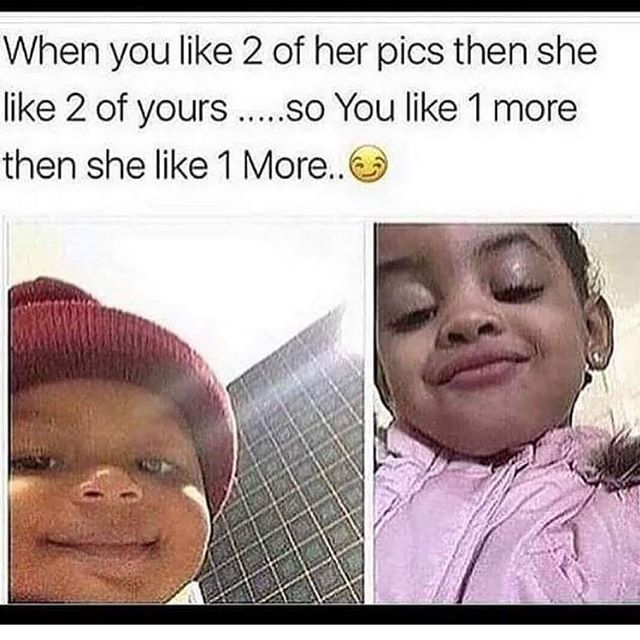 When you like 2 of her pics then she
like 2 of yours .....so You like 1 more
then she like 1 More..😏